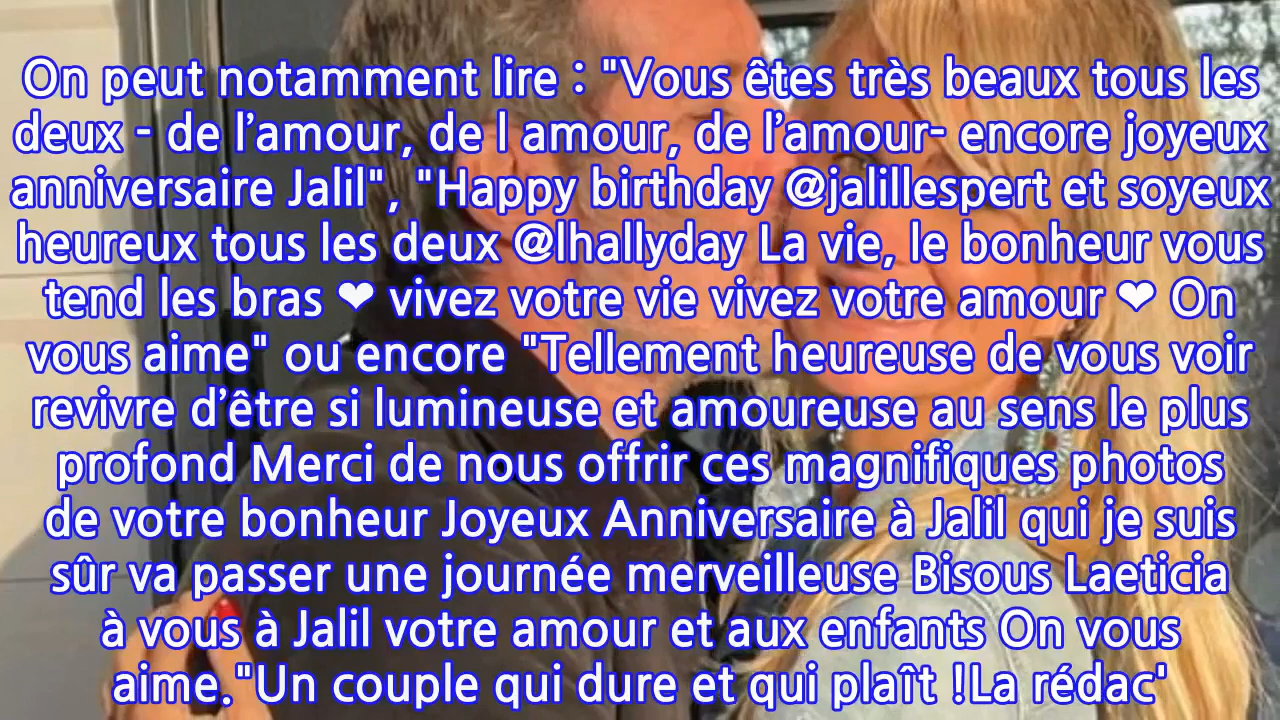 On peut notamment lire : "Vous êtes très beaux tous les
deux - de l’amour, de l amour, de l’amour- encore joyeux
anniversaire Jalil", "Happy birthday @jalillespert et soyeux
heureux tous les deux @lhallyday La vie, le bonheur vous
tend les bras ❤ vivez votre vie vivez votre amour ❤ On
vous aime" ou encore "Tellement heureuse de vous voir
revivre d’être si lumineuse et amoureuse au sens le plus
profond Merci de nous offrir ces magnifiques photos
de votre bonheur Joyeux Anniversaire à Jalil qui je suis
sûr va passer une journée merveilleuse Bisous Laeticia
à vous à Jalil votre amour et aux enfants On vous
aime."Un couple qui dure et qui plaît !La rédac'